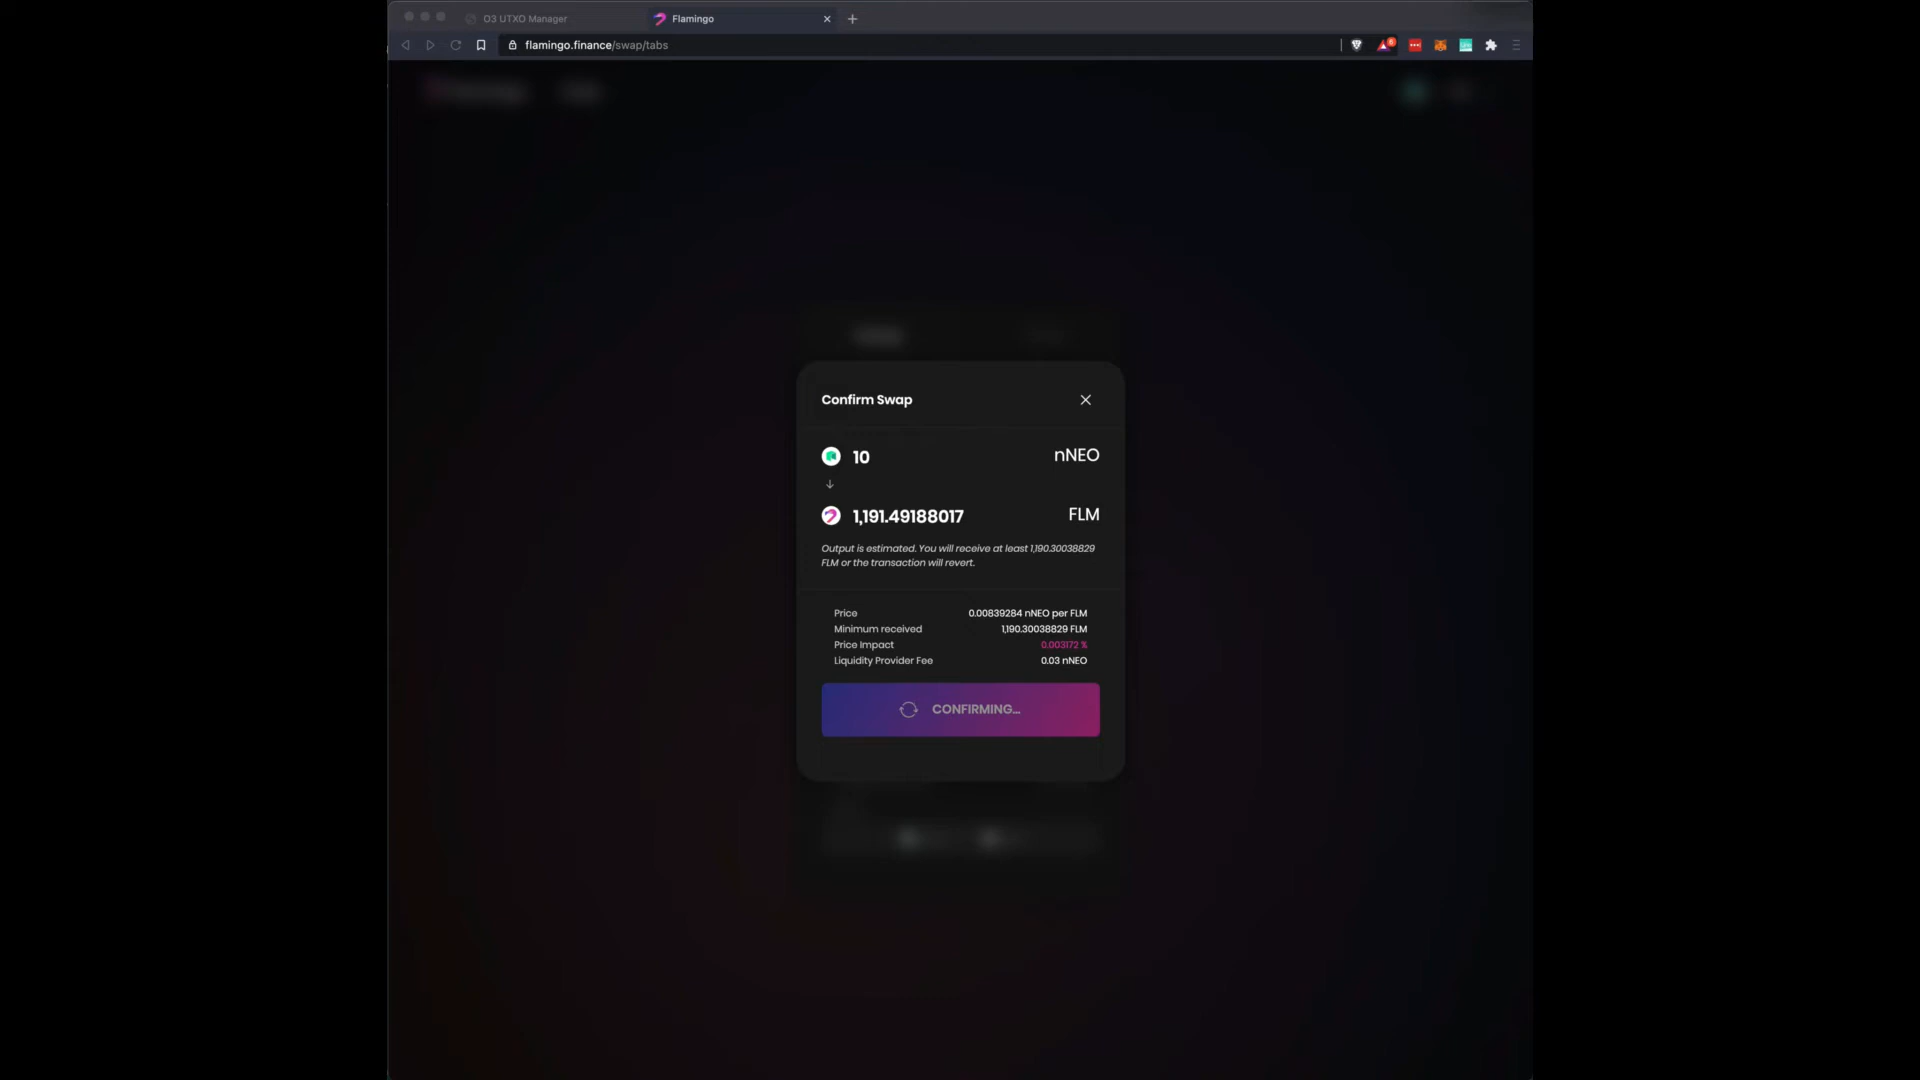 O3 UTXO Manager
Flamingo
flamingo.finance/swap/tabs
6
Confirm Swap
10 nNEO
1,191.49188017 FLM
Output is estimated. You will receive at least 1,190.30038829
FLM or the transaction will revert.
Price 0.00839284 nNEO per FLM
Minimum received 1,190.30038829 FLM
Price Impact 0.003172 %
Liquidity Provider Fee 0.03 nNEO
CONFIRMING...